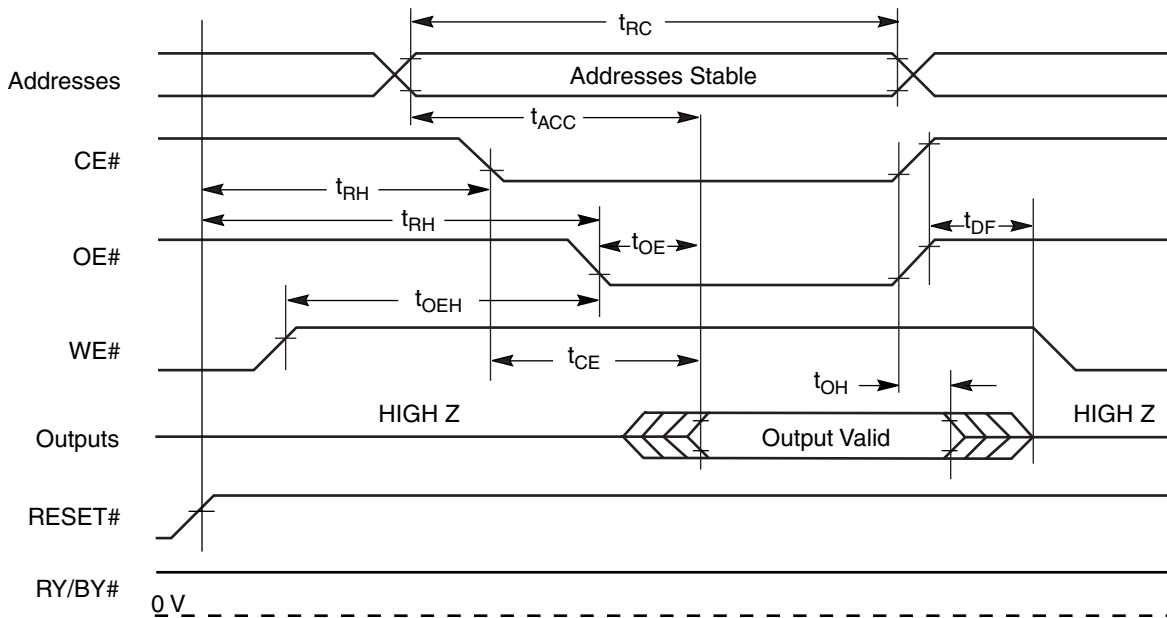 tRC
Addresses
Addresses Stable
tACC
CE#
tRH
tRH
tDF
OE#
tOE
tOEH
WE#
tCE
tOH
HIGH Z
HIGH Z
Outputs
Output Valid
RESET#
RY/BY#
0 V